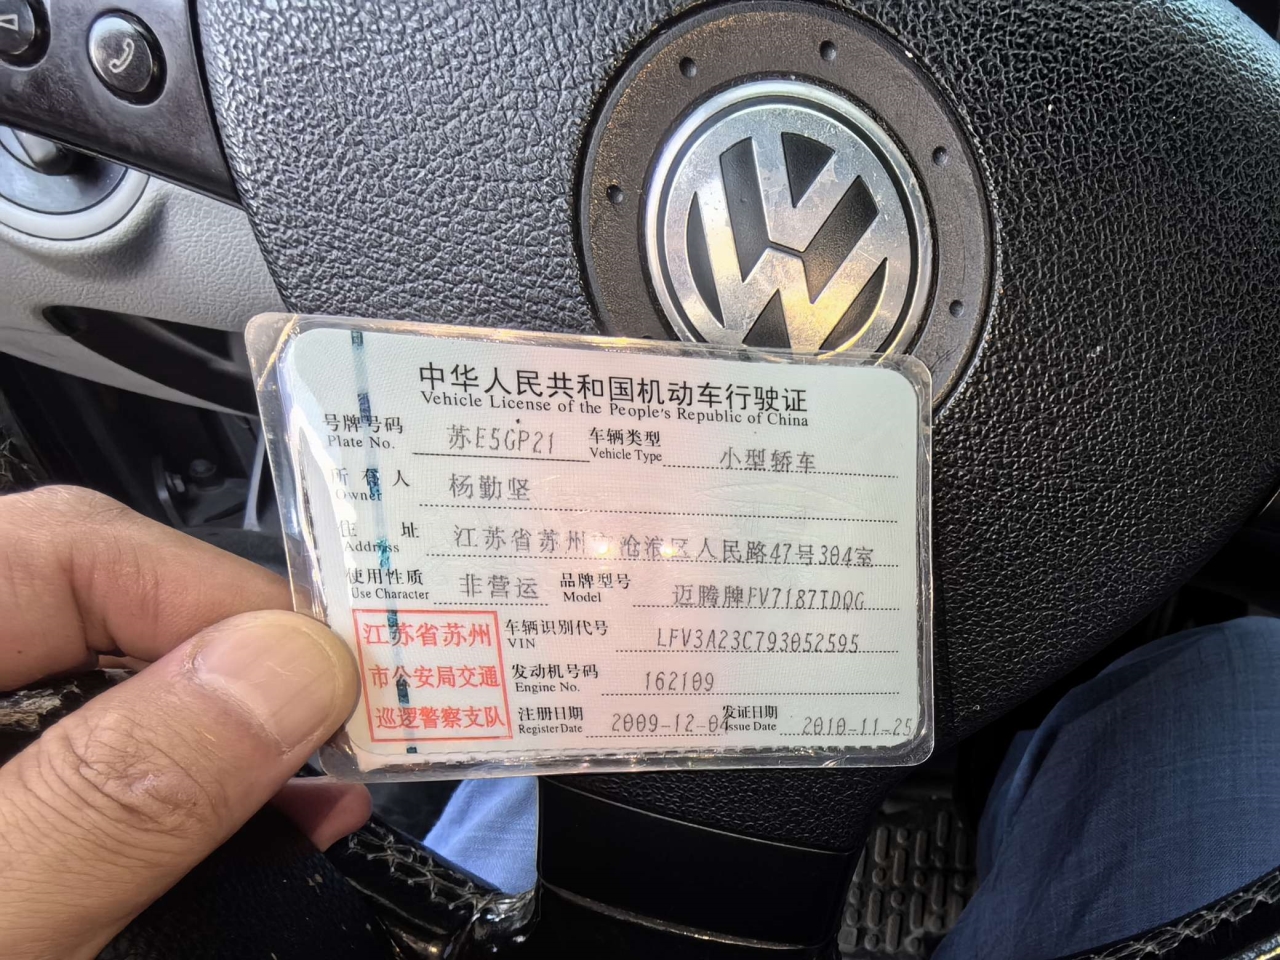 中华人民共和国机动车行驶证
Vehicle License of the People's Republic of China
号牌号码 苏E5GP21 车辆类型 小型轿车
Plate No. Vehicle Type
所有人 杨勤坚
Owner
住址 江苏省苏州市沧浪区人民路47号304室
Address
使用性质 非营运 品牌型号 迈腾牌FV7187TDQG
Use Character Model
江苏省苏州
市公安局交通
巡逻警察支队
车辆识别代号 LFV3A23C793052595
VIN
发动机号码 162109
Engine No.
注册日期 2009-12-04 发证日期 2010-11-25
Register Date Issue Date